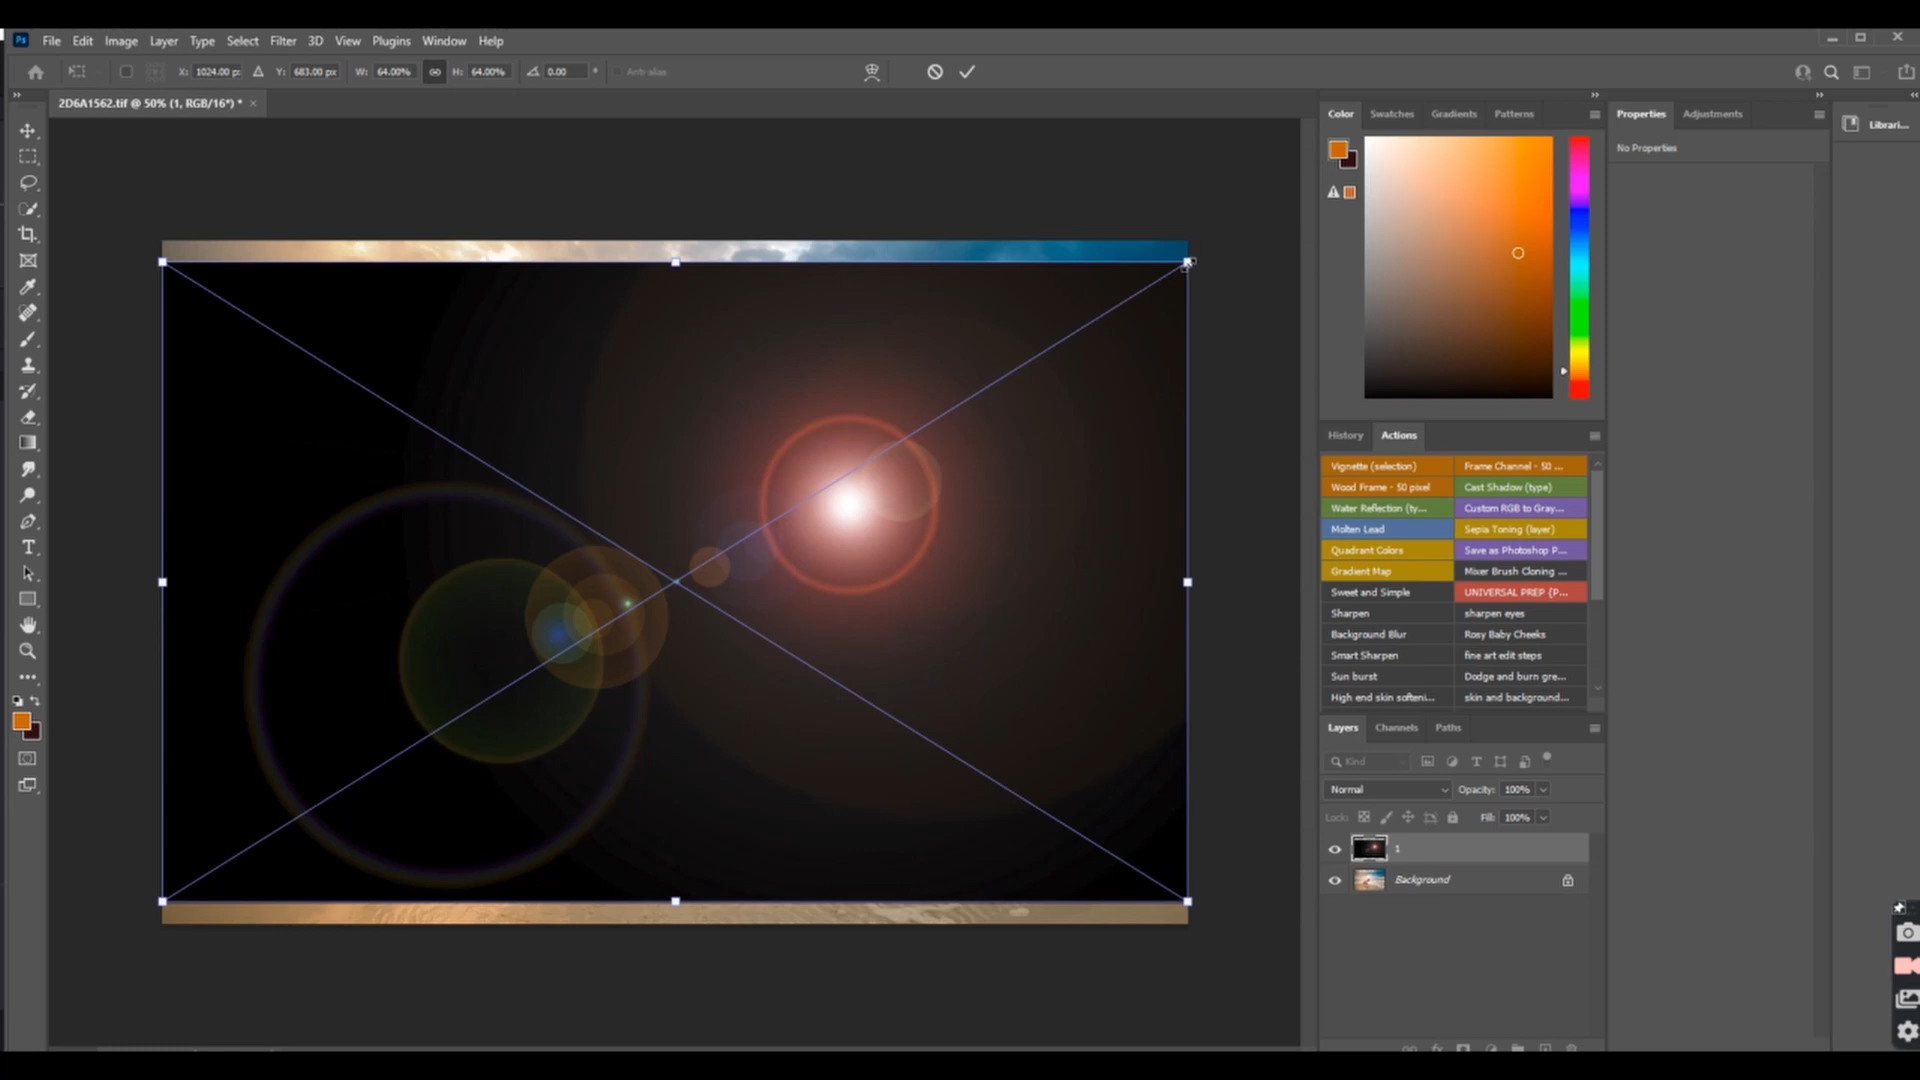 Ps File Edit Image Layer Type Select Filter 3D View Plugins Window Help
X: 1024.00 px Y: 683.00 px W: 64.00% H: 64.00% 0.00 ° Anti-alias
2D6A1562.tif @ 50% (1, RGB/16*) * ×
Color Swatches Gradients Patterns
Properties Adjustments
Librari...
No Properties
History Actions
Vignette (selection) Frame Channel - 50 ...
Wood Frame - 50 pixel Cast Shadow (type)
Water Reflection (ty... Custom RGB to Gray...
Molten Lead Sepia Toning (layer)
Quadrant Colors Save as Photoshop P...
Gradient Map Mixer Brush Cloning ...
Sweet and Simple UNIVERSAL PREP {P...
Sharpen sharpen eyes
Background Blur Rosy Baby Cheeks
Smart Sharpen fine art edit steps
Sun burst Dodge and burn gre...
High end skin softeni... skin and background...
Layers Channels Paths
Kind
Normal Opacity: 100%
Lock: Fill: 100%
1
Background